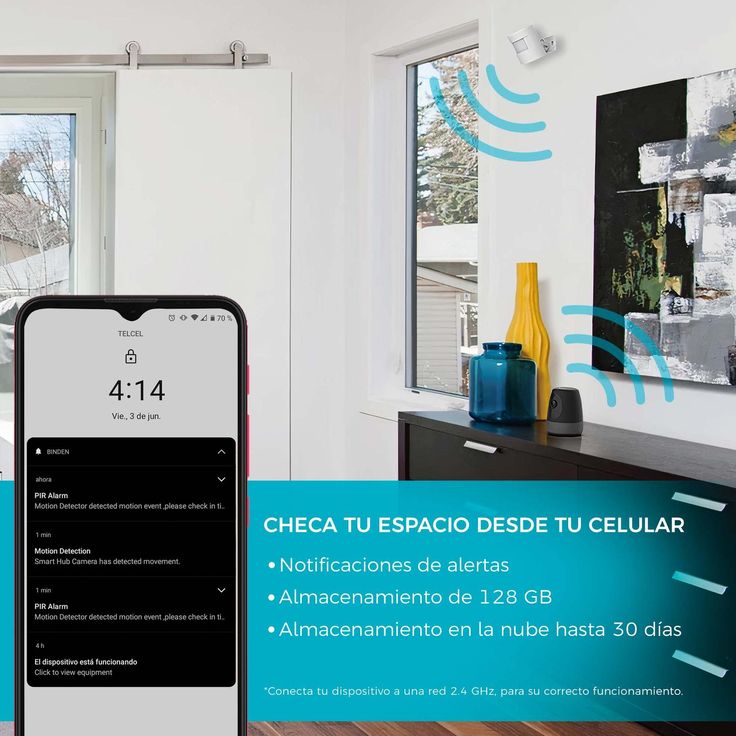 70 %
TELCEL
4:14
Vie., 3 de jun.
BINDEN
ahora
PIR Alarm
Motion Detector detected motion event ,please check in ti..
1 min
Motion Detection
Smart Hub Camera has detected movement.
1 min
PIR Alarm
Motion Detector detected motion event ,please check in ti..
4 h
El dispositivo está funcionando
Click to view equipment
CHECA TU ESPACIO DESDE TU CELULAR
• Notificaciones de alertas
• Almacenamiento de 128 GB
• Almacenamiento en la nube hasta 30 días
*Conecta tu dispositivo a una red 2.4 GHz, para su correcto funcionamiento.